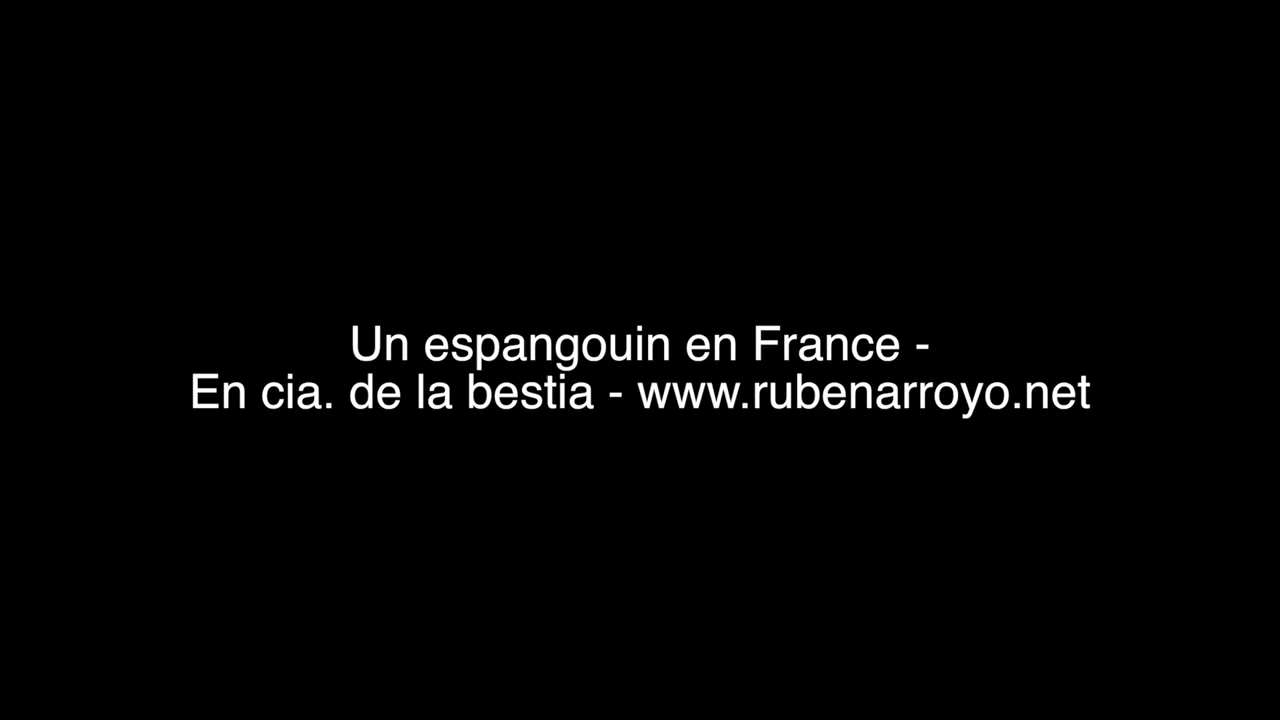 Un espangouin en France -
En cia. de la bestia - www.rubenarroyo.net